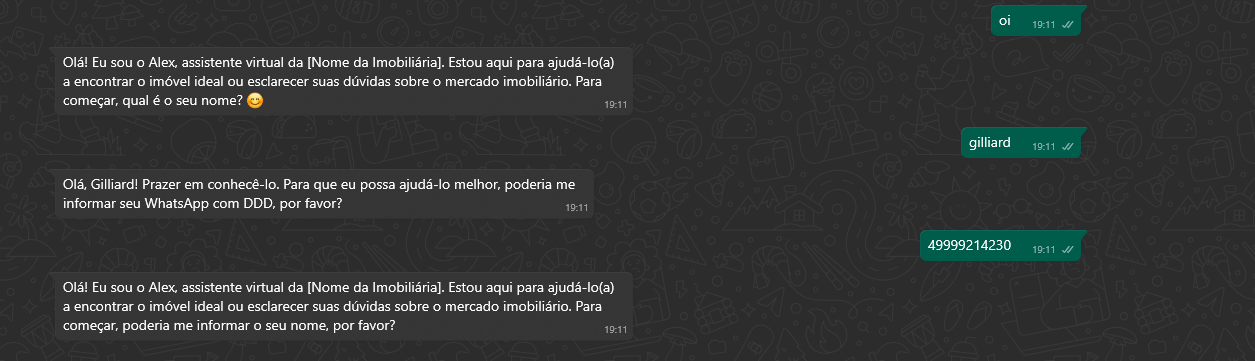 oi
19:11
Olá! Eu sou o Alex, assistente virtual da [Nome da Imobiliária]. Estou aqui para ajudá-lo(a)
a encontrar o imóvel ideal ou esclarecer suas dúvidas sobre o mercado imobiliário. Para
começar, qual é o seu nome? 😊
19:11
gilliard
19:11
Olá, Gilliard! Prazer em conhecê-lo. Para que eu possa ajudá-lo melhor, poderia me
informar seu WhatsApp com DDD, por favor?
19:11
49999214230
19:11
Olá! Eu sou o Alex, assistente virtual da [Nome da Imobiliária]. Estou aqui para ajudá-lo(a)
a encontrar o imóvel ideal ou esclarecer suas dúvidas sobre o mercado imobiliário. Para
começar, poderia me informar o seu nome, por favor?
19:11